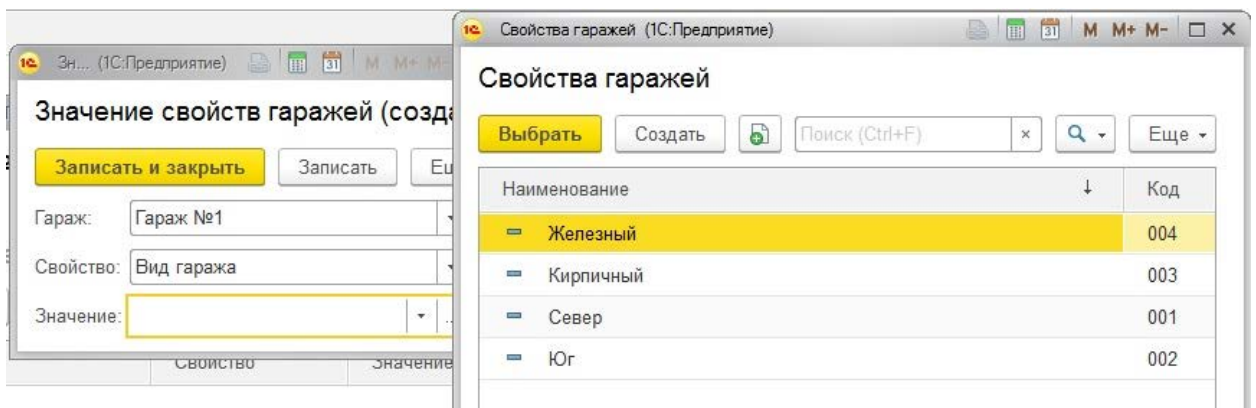 Зн... (1С:Предприятие) M M+ M-
Значение свойств гаражей (созда
Записать и закрыть Записать Ец
Гараж: Гараж №1
Свойство: Вид гаража
Значение: ...
Свойство Значение
Свойства гаражей (1С:Предприятие) 31 M M+ M-
Свойства гаражей
Выбрать Создать Поиск (Ctrl+F) × Еще
Наименование ↓ Код
Железный 004
Кирпичный 003
Север 001
Юг 002